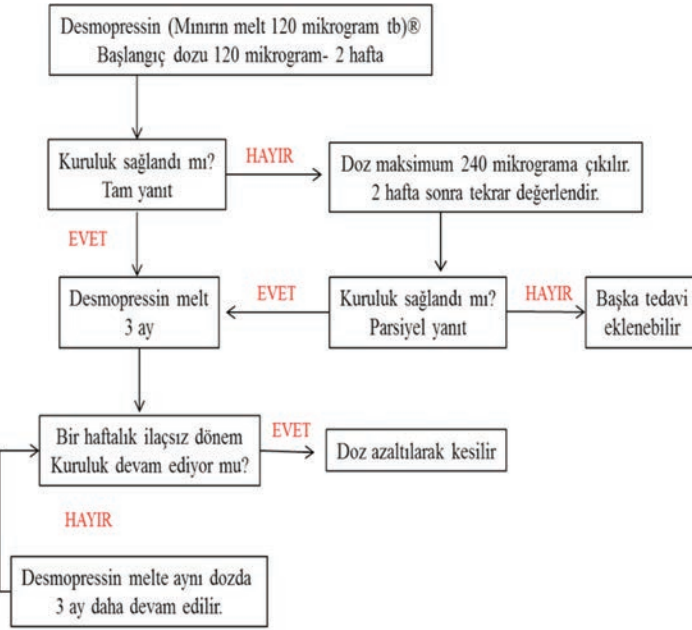 Desmopressin (Mınırın melt 120 mikrogram tb)®
Başlangıç dozu 120 mikrogram- 2 hafta
Kuruluk sağlandı mı?
Tam yanıt
HAYIR
Doz maksimum 240 mikrograma çıkılır.
2 hafta sonra tekrar değerlendir.
EVET
Desmopressin melt
3 ay
EVET
Kuruluk sağlandı mı?
Parsiyel yanıt
HAYIR
Başka tedavi
eklenebilir
Bir haftalık ilaçsız dönem
Kuruluk devam ediyor mu?
EVET
Doz azaltılarak kesilir
HAYIR
Desmopressin melte aynı dozda
3 ay daha devam edilir.